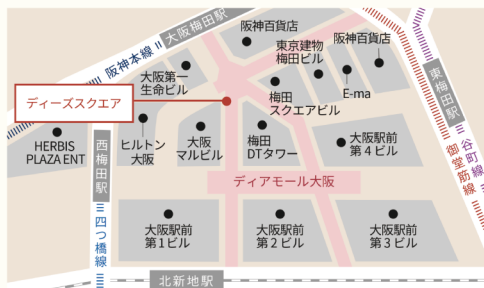 大阪梅田駅
阪神本線
阪神百貨店
東京建物
梅田ビル
阪神百貨店
大阪第一
生命ビル
E-ma
梅田
スクエアビル
東梅田駅
ディーズスクエア
HERBIS
PLAZA ENT
西梅田駅
ヒルトン
大阪
大阪
マルビル
梅田
DTタワー
大阪駅前
第4ビル
谷町線
御堂筋線
ディアモール大阪
四つ橋線
大阪駅前
第1ビル
大阪駅前
第2ビル
大阪駅前
第3ビル
北新地駅